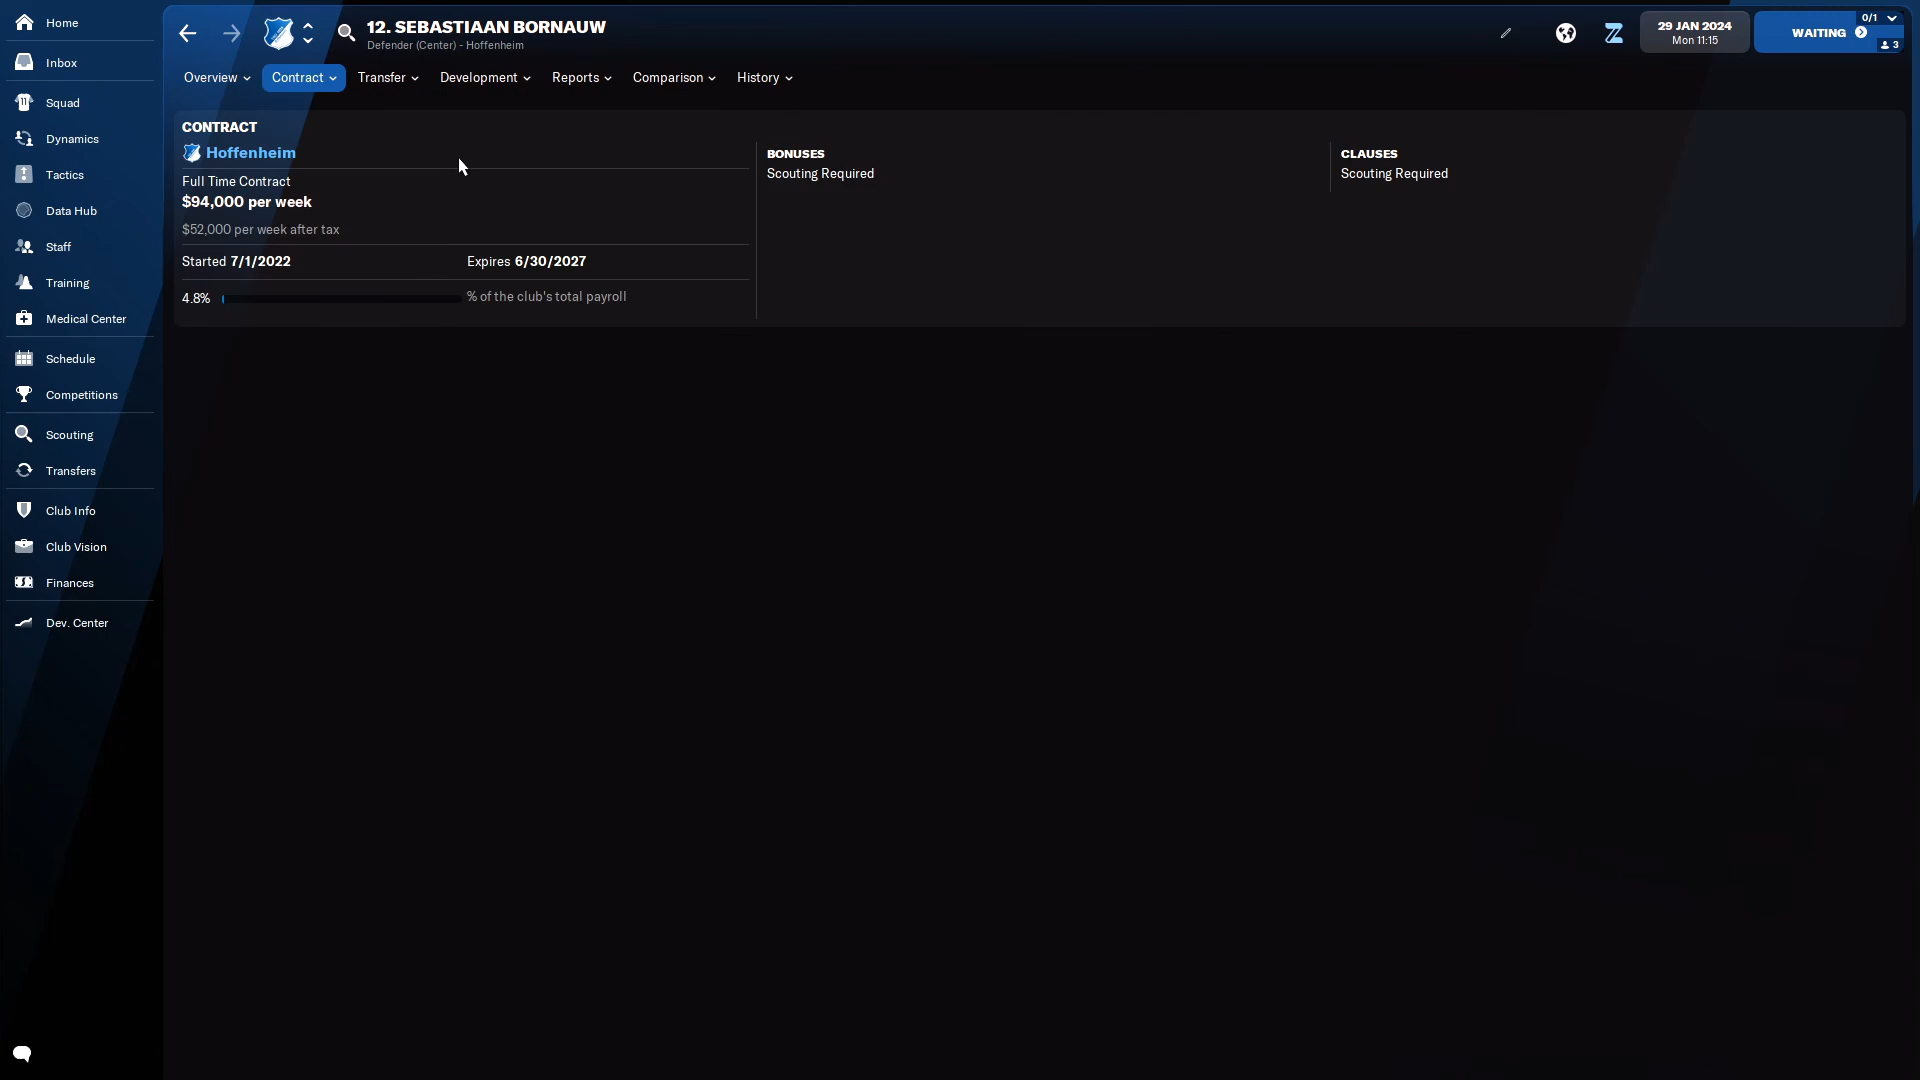 Home
Inbox
Squad
Dynamics
Tactics
Data Hub
Staff
Training
Medical Center
Schedule
Competitions
Scouting
Transfers
Club Info
Club Vision
Finances
Dev. Center
12. SEBASTIAAN BORNAUW
Defender (Center) - Hoffenheim
29 JAN 2024
Mon 11:15
WAITING
0/1
3
Overview
Contract
Transfer
Development
Reports
Comparison
History
CONTRACT
Hoffenheim
Full Time Contract
$94,000 per week
$52,000 per week after tax
Started 7/1/2022
Expires 6/30/2027
4.8%
% of the club's total payroll
BONUSES
Scouting Required
CLAUSES
Scouting Required